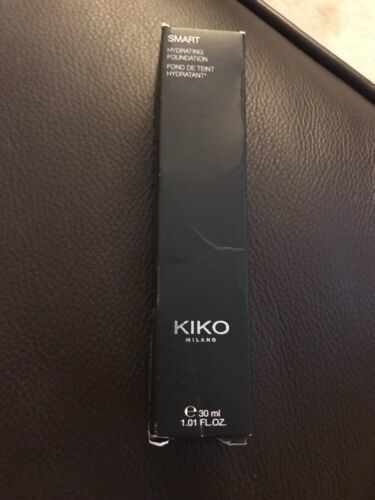 SMART
HYDRATING
FOUNDATION
FOND DE TEINT
HYDRATANT*
KIKO
MILANO
℮ 30 ml
1.01 FL.OZ.